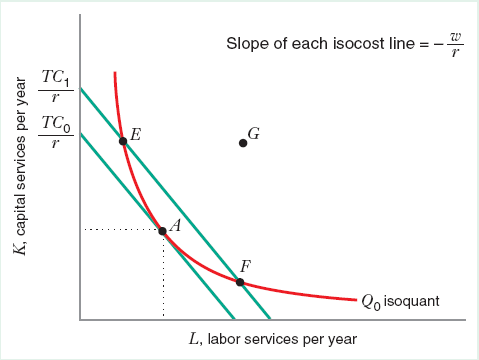 Slope of each isocost line = − w/r
TC₁/r
TC₀/r
K, capital services per year
E
G
A
F
Q₀ isoquant
L, labor services per year